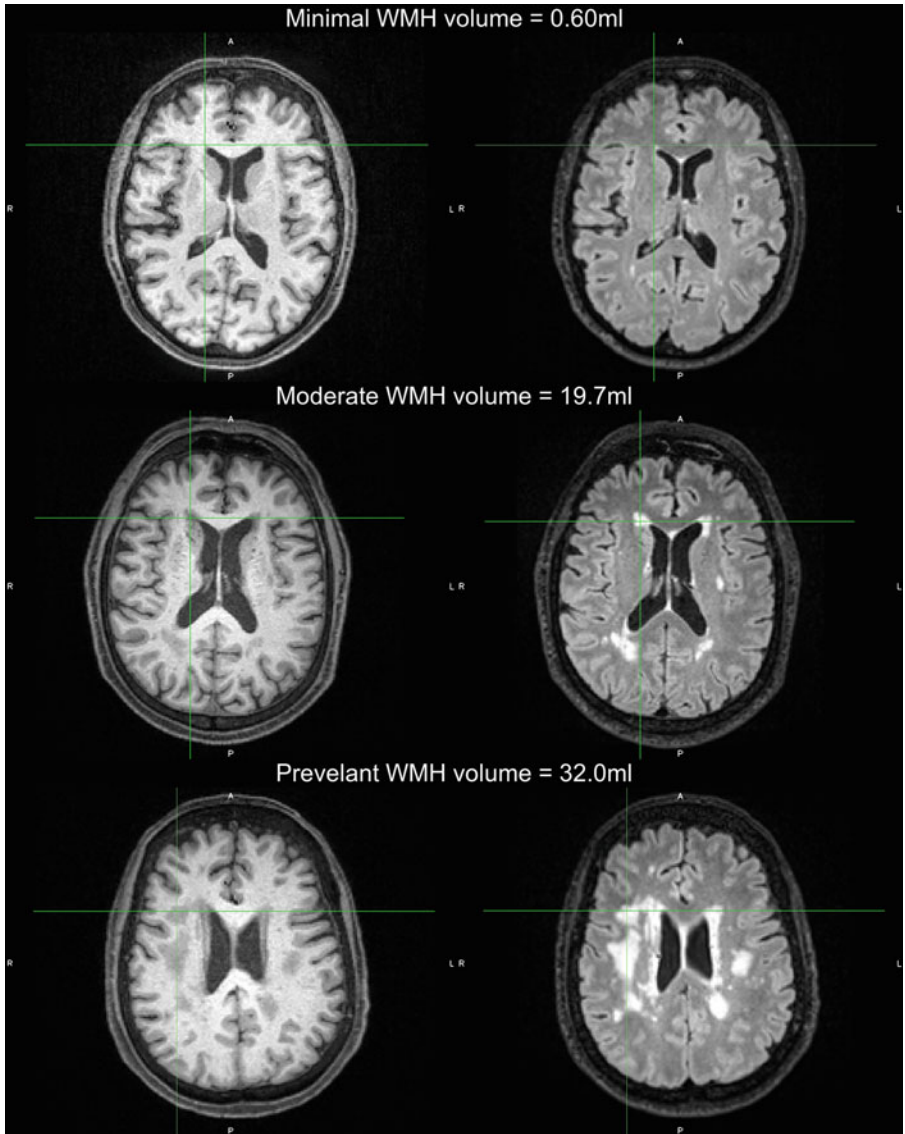 Minimal WMH volume = 0.60ml
A A
R L R L
P P
Moderate WMH volume = 19.7ml
A A
R L R L
P P
Prevelant WMH volume = 32.0ml
A A
R L R L
P P